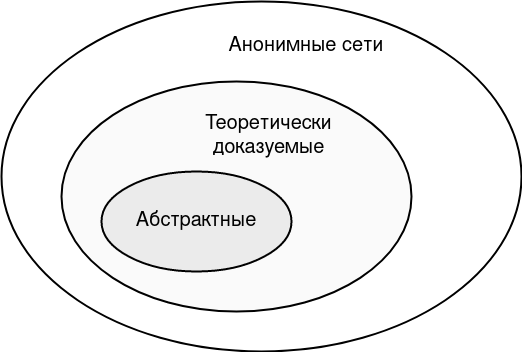 Анонимные сети
Теоретически
доказуемые
Абстрактные